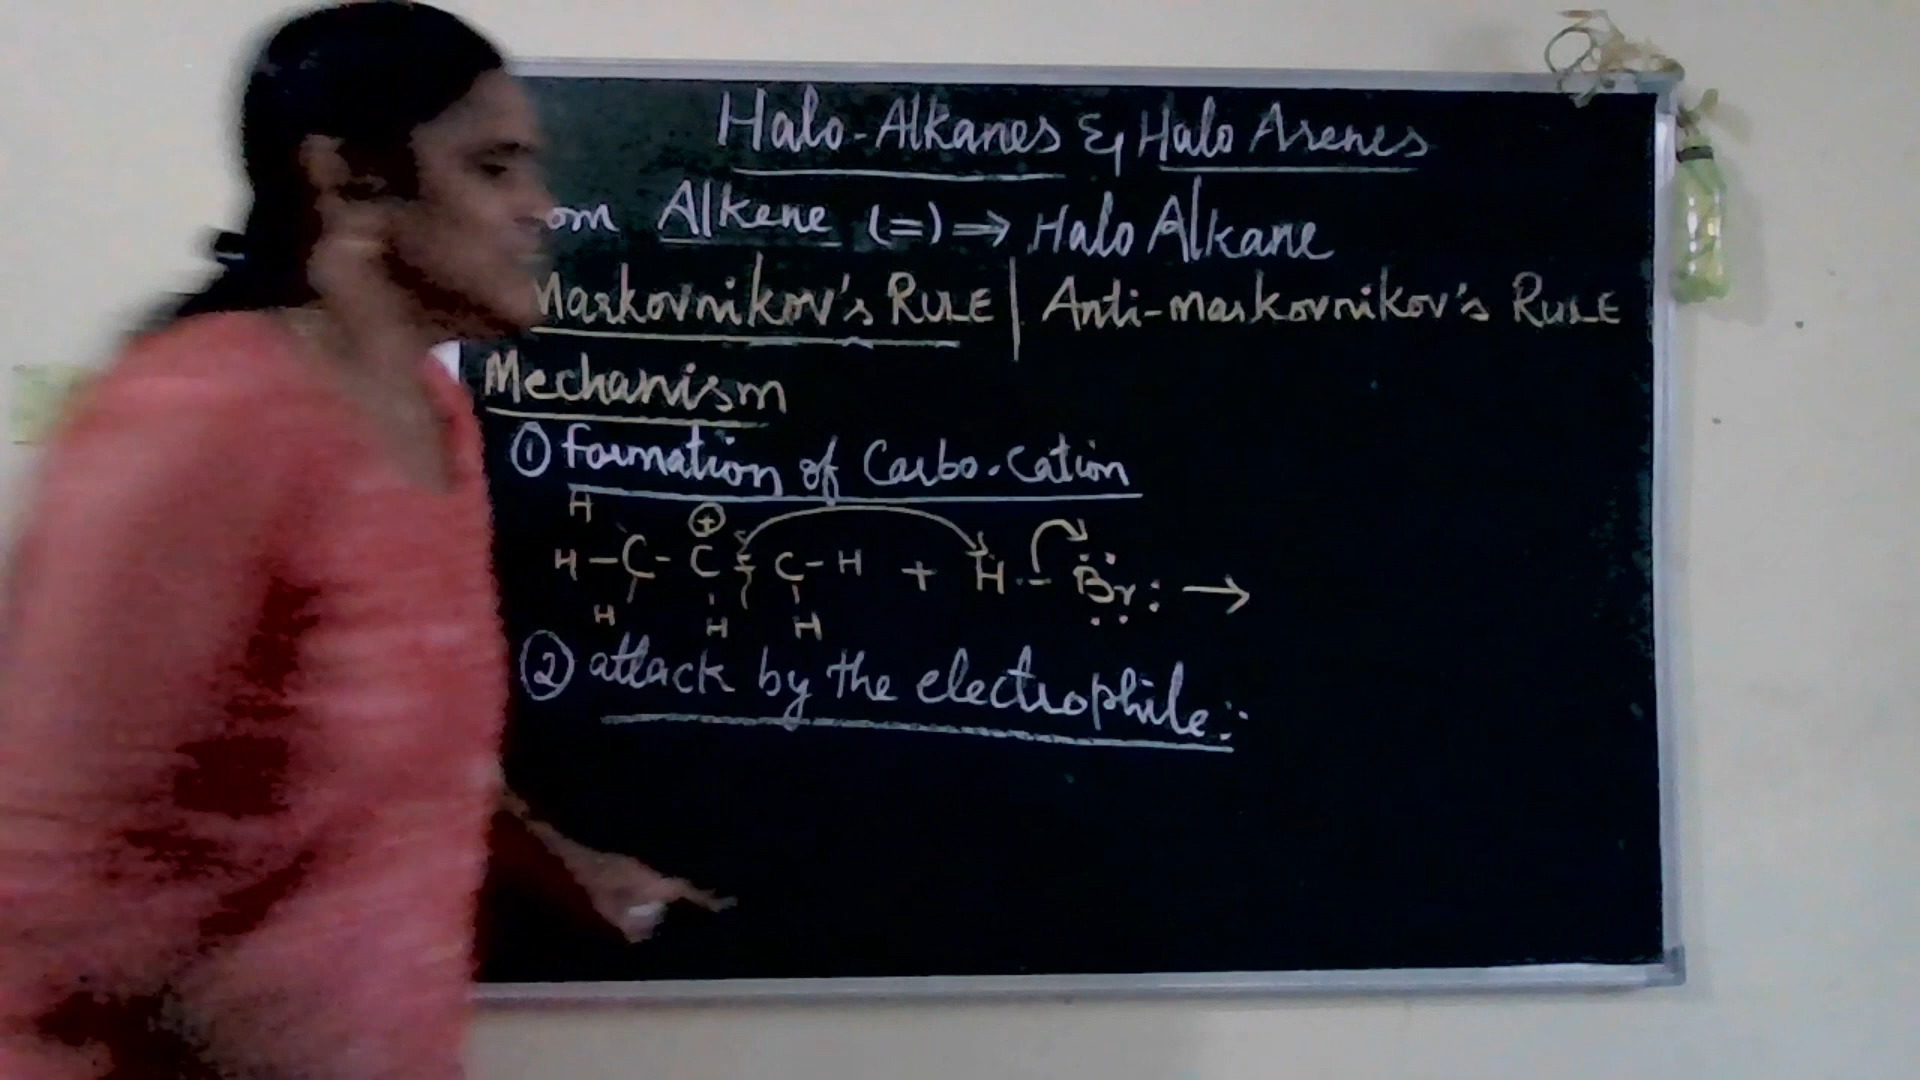 Halo-Alkanes & Halo Arenes
om Alkene (=) ⇒ Halo Alkane
Markovnikov's RULE | Anti-markovnikov's RULE
Mechanism
① formation of Carbo-Cation
H ⊕
H – C – C = C – H + H – Br: →
H H H
② attack by the electrophile:-